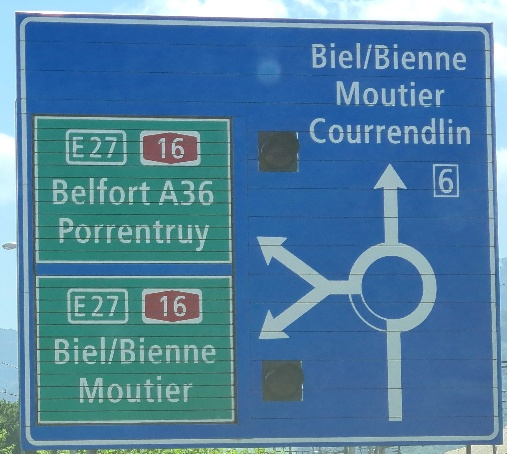 Biel/Bienne
Moutier
Courrendlin
6
E27 16
Belfort A36
Porrentruy
E27 16
Biel/Bienne
Moutier